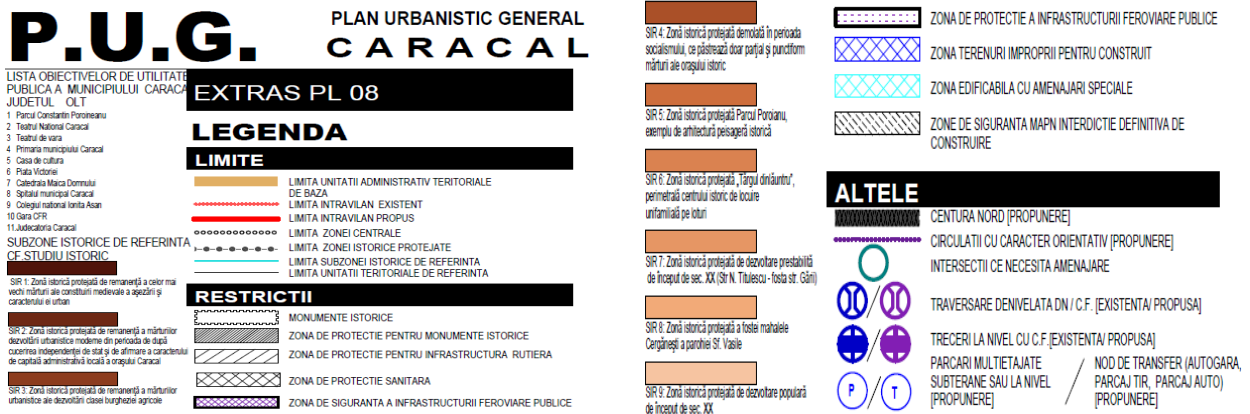 P.U.G.
PLAN URBANISTIC GENERAL
CARACAL
LISTA OBIECTIVELOR DE UTILITATE
PUBLICA A MUNICIPIULUI CARACA
JUDETUL OLT
1 Parcul Constantin Poroineanu
2 Teatrul National Caracal
3 Teatrul de vara
4 Primaria municipiului Caracal
5 Casa de cultura
6 Piata Victoriei
7 Catedrala Maica Domnului
8 Spitalul municipal Caracal
9 Colegiul national Ionita Asan
10 Gara CFR
11.Judecatoria Caracal
SUBZONE ISTORICE DE REFERINTA
CF.STUDIU ISTORIC
SIR 1: Zonă istorică protejată de remanență a celor mai
vechi mărturii ale constituirii medievale a așezării și
caracterului ei urban
SIR 2: Zonă istorică protejată de remanență a mărturiilor
dezvoltării urbanistice moderne din perioada de după
cucerirea independenței de stat și de afirmare a caracterului
de capitală administrativă locală a orașului Caracal
SIR 3: Zonă istorică protejată de remanență a mărturiilor
urbanistice ale dezvoltării clasei burgheziei agricole
EXTRAS PL 08
LEGENDA
LIMITE
LIMITA UNITATII ADMINISTRATIV TERITORIALE
DE BAZA
LIMITA INTRAVILAN EXISTENT
LIMITA INTRAVILAN PROPUS
LIMITA ZONEI CENTRALE
LIMITA ZONEI ISTORICE PROTEJATE
LIMITA SUBZONEI ISTORICE DE REFERINTA
LIMITA UNITATII TERITORIALE DE REFERINTA
RESTRICTII
MONUMENTE ISTORICE
ZONA DE PROTECTIE PENTRU MONUMENTE ISTORICE
ZONA DE PROTECTIE PENTRU INFRASTRUCTURA RUTIERA
ZONA DE PROTECTIE SANITARA
ZONA DE SIGURANTA A INFRASTRUCTURII FEROVIARE PUBLICE
SIR 4: Zonă istorică protejată demolată în perioada
socialismului, ce păstrează doar parțial și punctiform
mărturii ale orașului istoric
SIR 5: Zonă istorică protejată Parcul Poroianu,
exemplu de arhitectură peisageră istorică
SIR 6: Zonă istorică protejată „Târgul dinlăuntru”,
perimetrală centrului istoric de locuire
unifamilială pe loturi
SIR 7: Zonă istorică protejată de dezvoltare prestabilită
de început de sec. XX (Str N. Titulescu - fosta str. Gării)
SIR 8: Zonă istorică protejată a fostei mahalele
Cergănești a parohiei Sf. Vasile
SIR 9: Zonă istorică protejată de dezvoltare populară
de început de sec. XX
ZONA DE PROTECTIE A INFRASTRUCTURII FEROVIARE PUBLICE
ZONA TERENURI IMPROPRII PENTRU CONSTRUIT
ZONA EDIFICABILA CU AMENAJARI SPECIALE
ZONE DE SIGURANTA MAPN INTERDICTIE DEFINITIVA DE
CONSTRUIRE
ALTELE
CENTURA NORD [PROPUNERE]
CIRCULATII CU CARACTER ORIENTATIV [PROPUNERE]
INTERSECTII CE NECESITA AMENAJARE
TRAVERSARE DENIVELATA DN / C.F. [EXISTENTA/ PROPUSA]
TRECERI LA NIVEL CU C.F.[EXISTENTA/ PROPUSA]
P / T
PARCARI MULTIETAJATE
SUBTERANE SAU LA NIVEL
[PROPUNERE]
/ NOD DE TRANSFER (AUTOGARA,
PARCAJ TIR, PARCAJ AUTO)
[PROPUNERE]